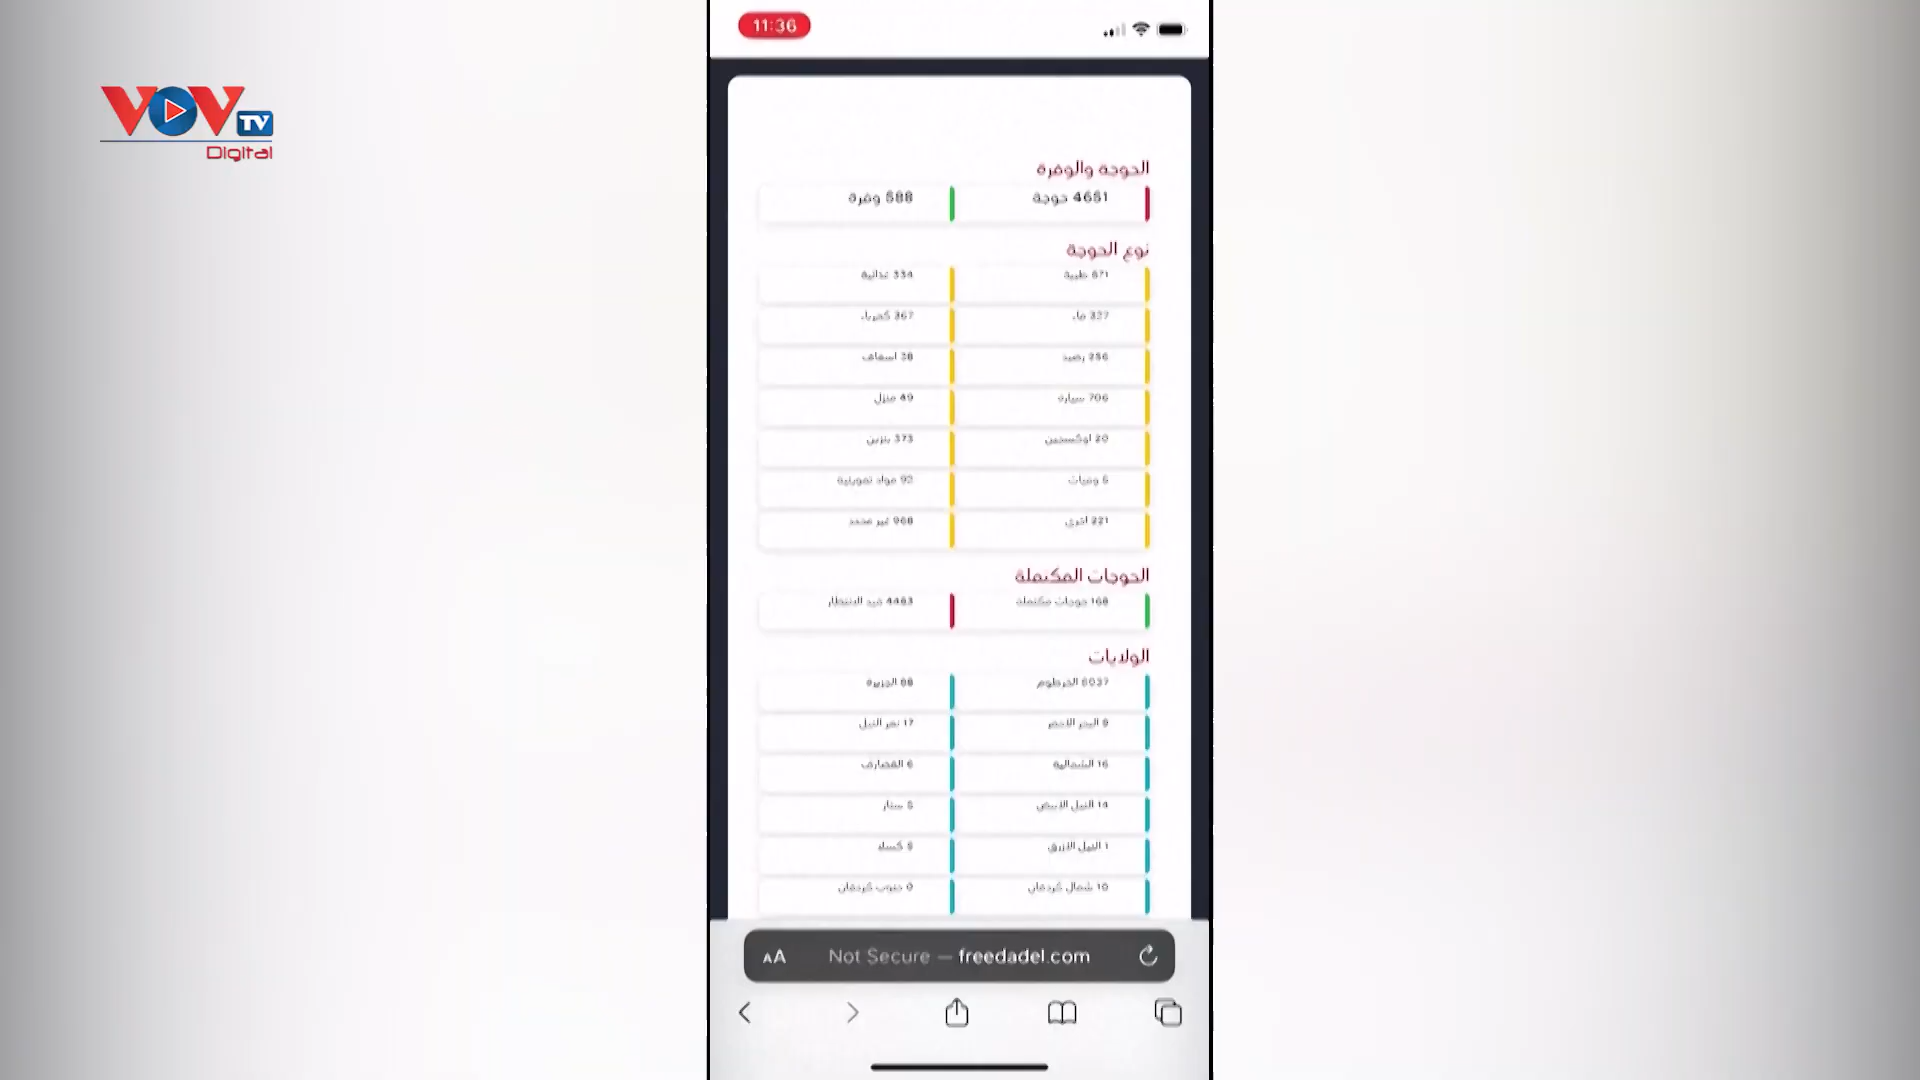 VOV TV
Digital
11:36
الحوجة والوفرة
4651 حوجة
588 وفرة
نوع الحوجة
671 طبية
334 غذائية
327 ماء
367 كهرباء
256 رصيد
38 اسعاف
706 سيارة
49 منزل
20 اوكسجين
373 بنزين
6 وفيات
92 مواد تموينية
221 اخرى
968 غير محدد
الحوجات المكتملة
168 حوجات مكتملة
4483 قيد الانتظار
الولايات
5037 الخرطوم
88 الجزيرة
9 البحر الاحمر
17 نهر النيل
16 الشمالية
6 القضارف
14 النيل الابيض
5 سنار
1 النيل الازرق
5 كسلا
10 شمال كردفان
0 جنوب كردفان
AA Not Secure — freedadel.com